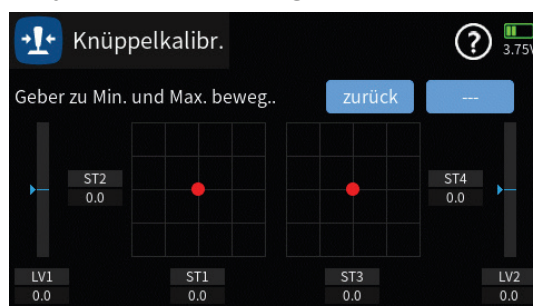 Knüppelkalibr.
?
3.75V
Geber zu Min. und Max. beweg..
zurück
---
ST2
0.0
ST4
0.0
LV1
0.0
ST1
0.0
ST3
0.0
LV2
0.0